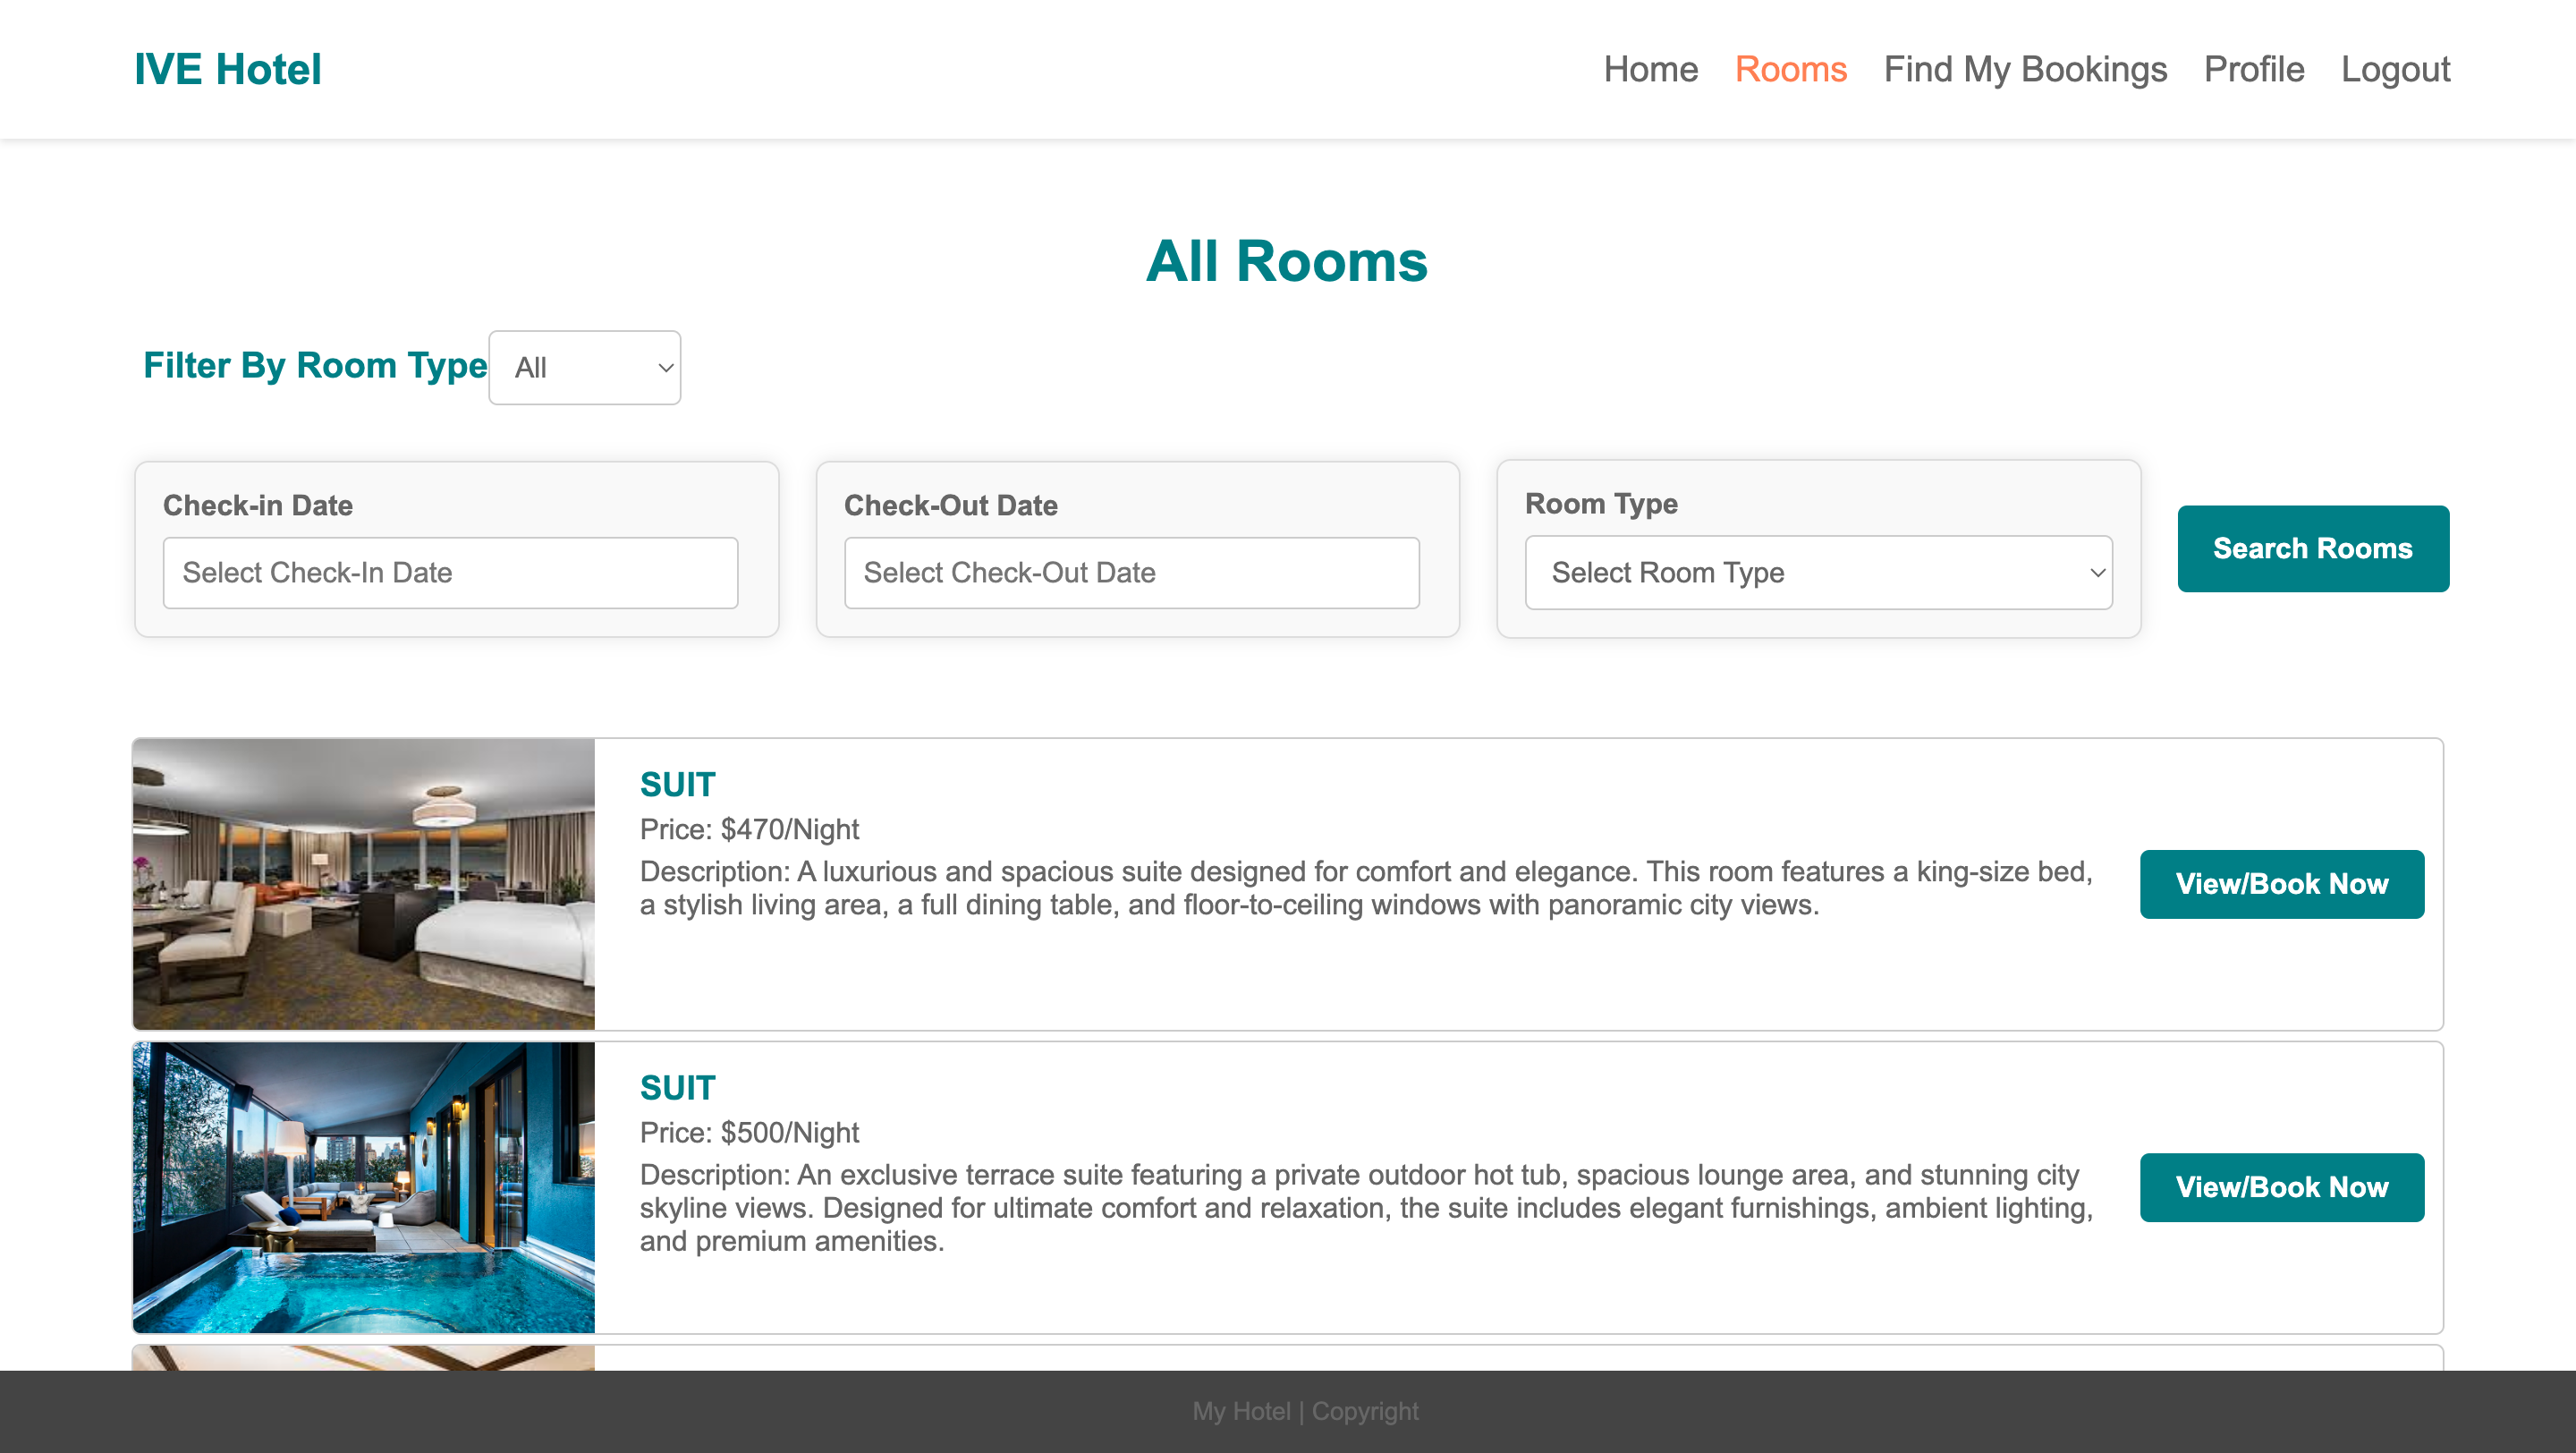 IVE Hotel
Home Rooms Find My Bookings Profile Logout
All Rooms
Filter By Room Type All
Check-in Date
Select Check-In Date
Check-Out Date
Select Check-Out Date
Room Type
Select Room Type
Search Rooms
SUIT
Price: $470/Night
Description: A luxurious and spacious suite designed for comfort and elegance. This room features a king-size bed,
a stylish living area, a full dining table, and floor-to-ceiling windows with panoramic city views.
View/Book Now
SUIT
Price: $500/Night
Description: An exclusive terrace suite featuring a private outdoor hot tub, spacious lounge area, and stunning city
skyline views. Designed for ultimate comfort and relaxation, the suite includes elegant furnishings, ambient lighting,
and premium amenities.
View/Book Now
My Hotel | Copyright